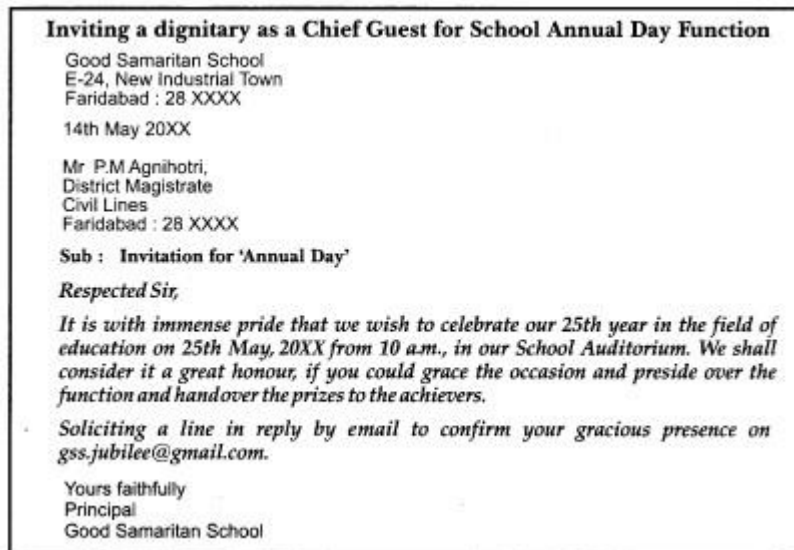 Inviting a dignitary as a Chief Guest for School Annual Day Function
Good Samaritan School
E-24, New Industrial Town
Faridabad : 28 XXXX
14th May 20XX
Mr P.M Agnihotri,
District Magistrate
Civil Lines
Faridabad : 28 XXXX
Sub : Invitation for 'Annual Day'
Respected Sir,
It is with immense pride that we wish to celebrate our 25th year in the field of
education on 25th May, 20XX from 10 a.m., in our School Auditorium. We shall
consider it a great honour, if you could grace the occasion and preside over the
function and handover the prizes to the achievers.
Soliciting a line in reply by email to confirm your gracious presence on
gss.jubilee@gmail.com.
Yours faithfully
Principal
Good Samaritan School